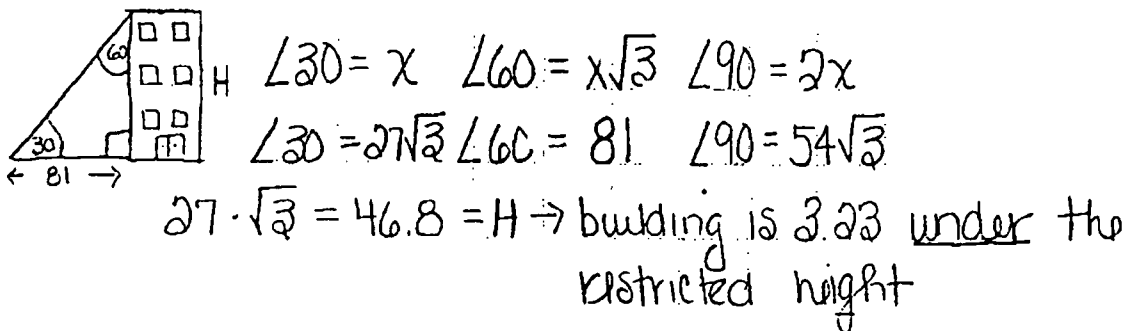 60
H
∠30 = x ∠60 = x√3 ∠90 = 2x
30
← 81 →
∠30 = 27√3 ∠60 = 81 ∠90 = 54√3
27 · √3 = 46.8 = H → building is 3.23 under the
restricted height